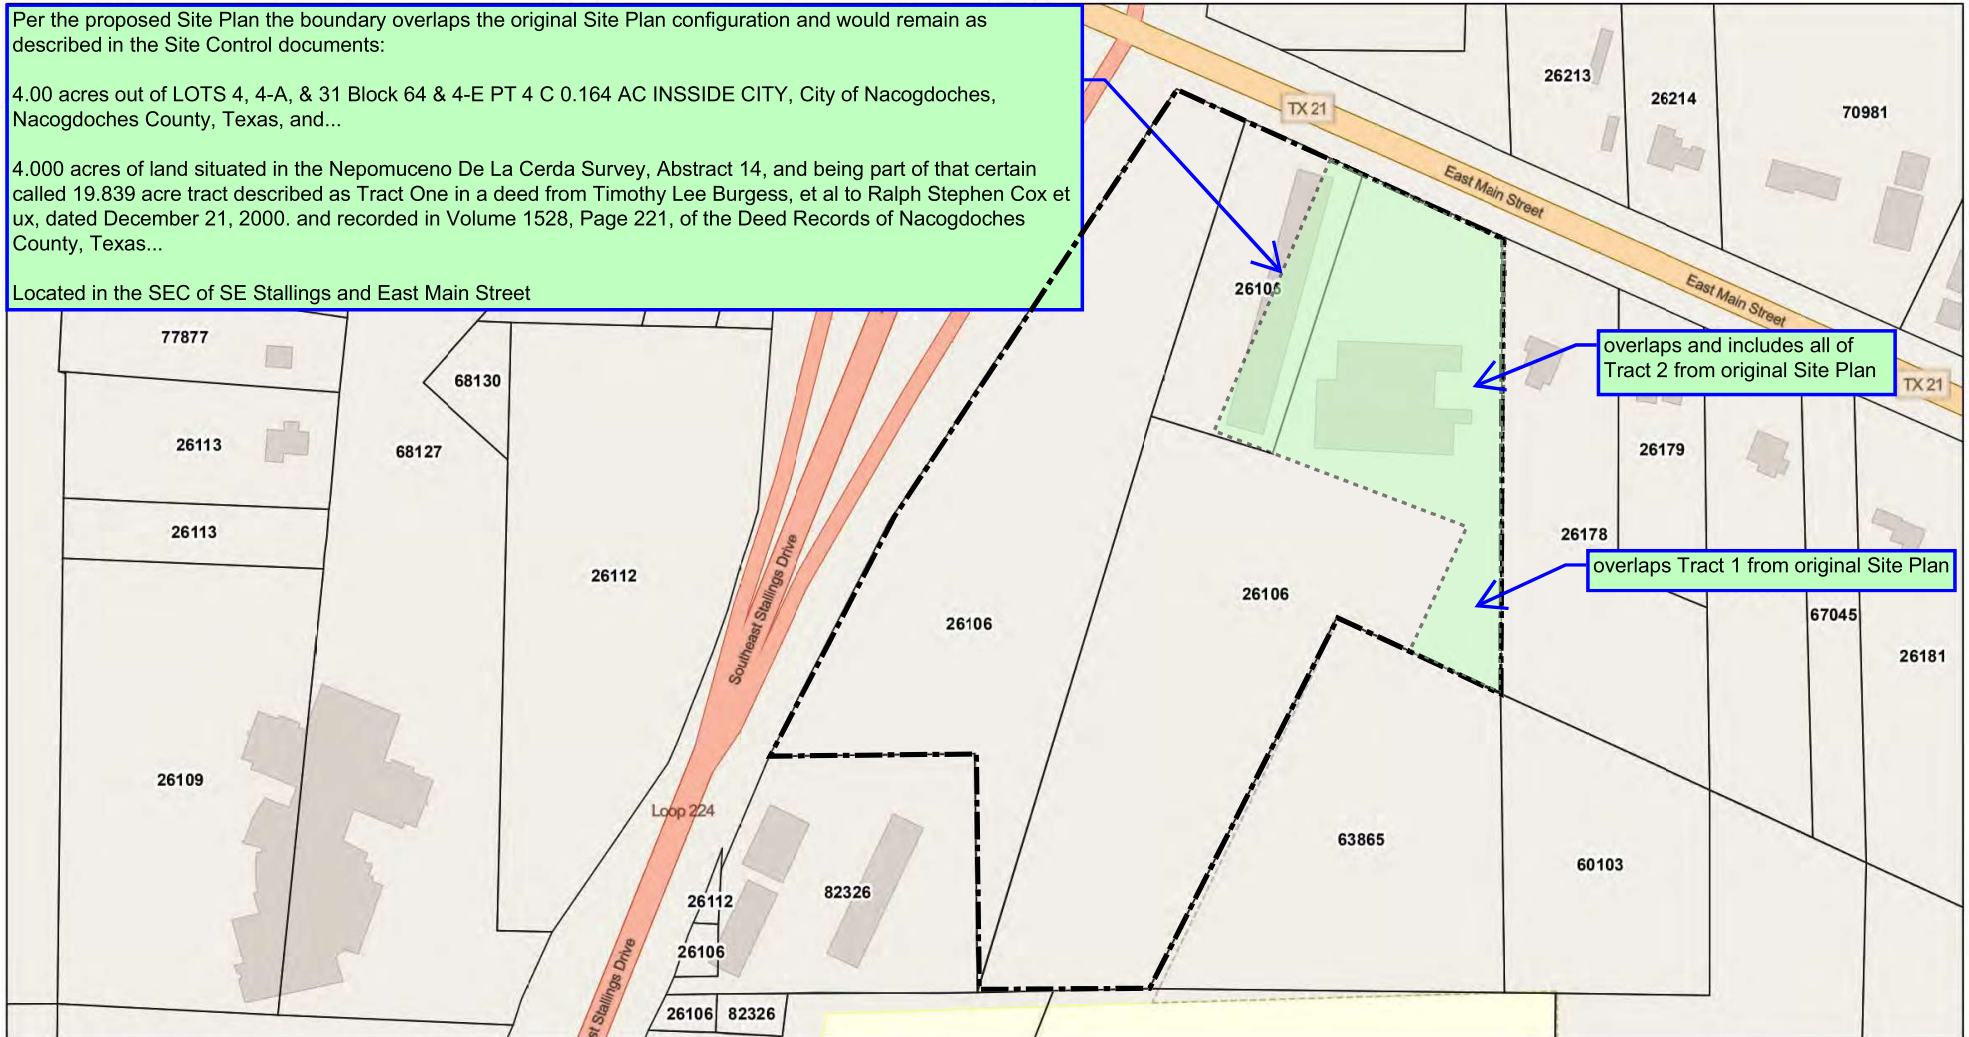 Per the proposed Site Plan the boundary overlaps the original Site Plan configuration and would remain as
described in the Site Control documents:
4.00 acres out of LOTS 4, 4-A, & 31 Block 64 & 4-E PT 4 C 0.164 AC INSSIDE CITY, City of Nacogdoches,
Nacogdoches County, Texas, and...
4.000 acres of land situated in the Nepomuceno De La Cerda Survey, Abstract 14, and being part of that certain
called 19.839 acre tract described as Tract One in a deed from Timothy Lee Burgess, et al to Ralph Stephen Cox et
ux, dated December 21, 2000. and recorded in Volume 1528, Page 221, of the Deed Records of Nacogdoches
County, Texas...
Located in the SEC of SE Stallings and East Main Street
26213
26214
70981
TX 21
East Main Street
East Main Street
TX 21
26106
overlaps and includes all of
Tract 2 from original Site Plan
77877
68130
26113
68127
26179
26113
26178
26112
overlaps Tract 1 from original Site Plan
Southeast Stallings Drive
26106
26106
67045
26181
26109
Loop 224
63865
60103
82326
26112
26106
st Stallings Drive
26106
82326